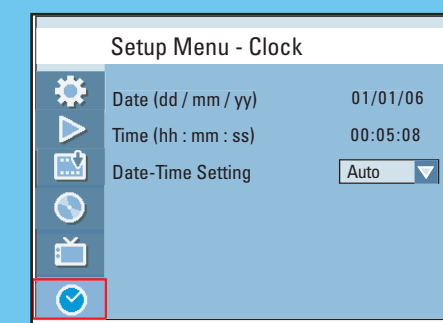 Setup Menu - Clock
Date (dd / mm / yy) 01/01/06
Time (hh : mm : ss) 00:05:08
Date-Time Setting Auto